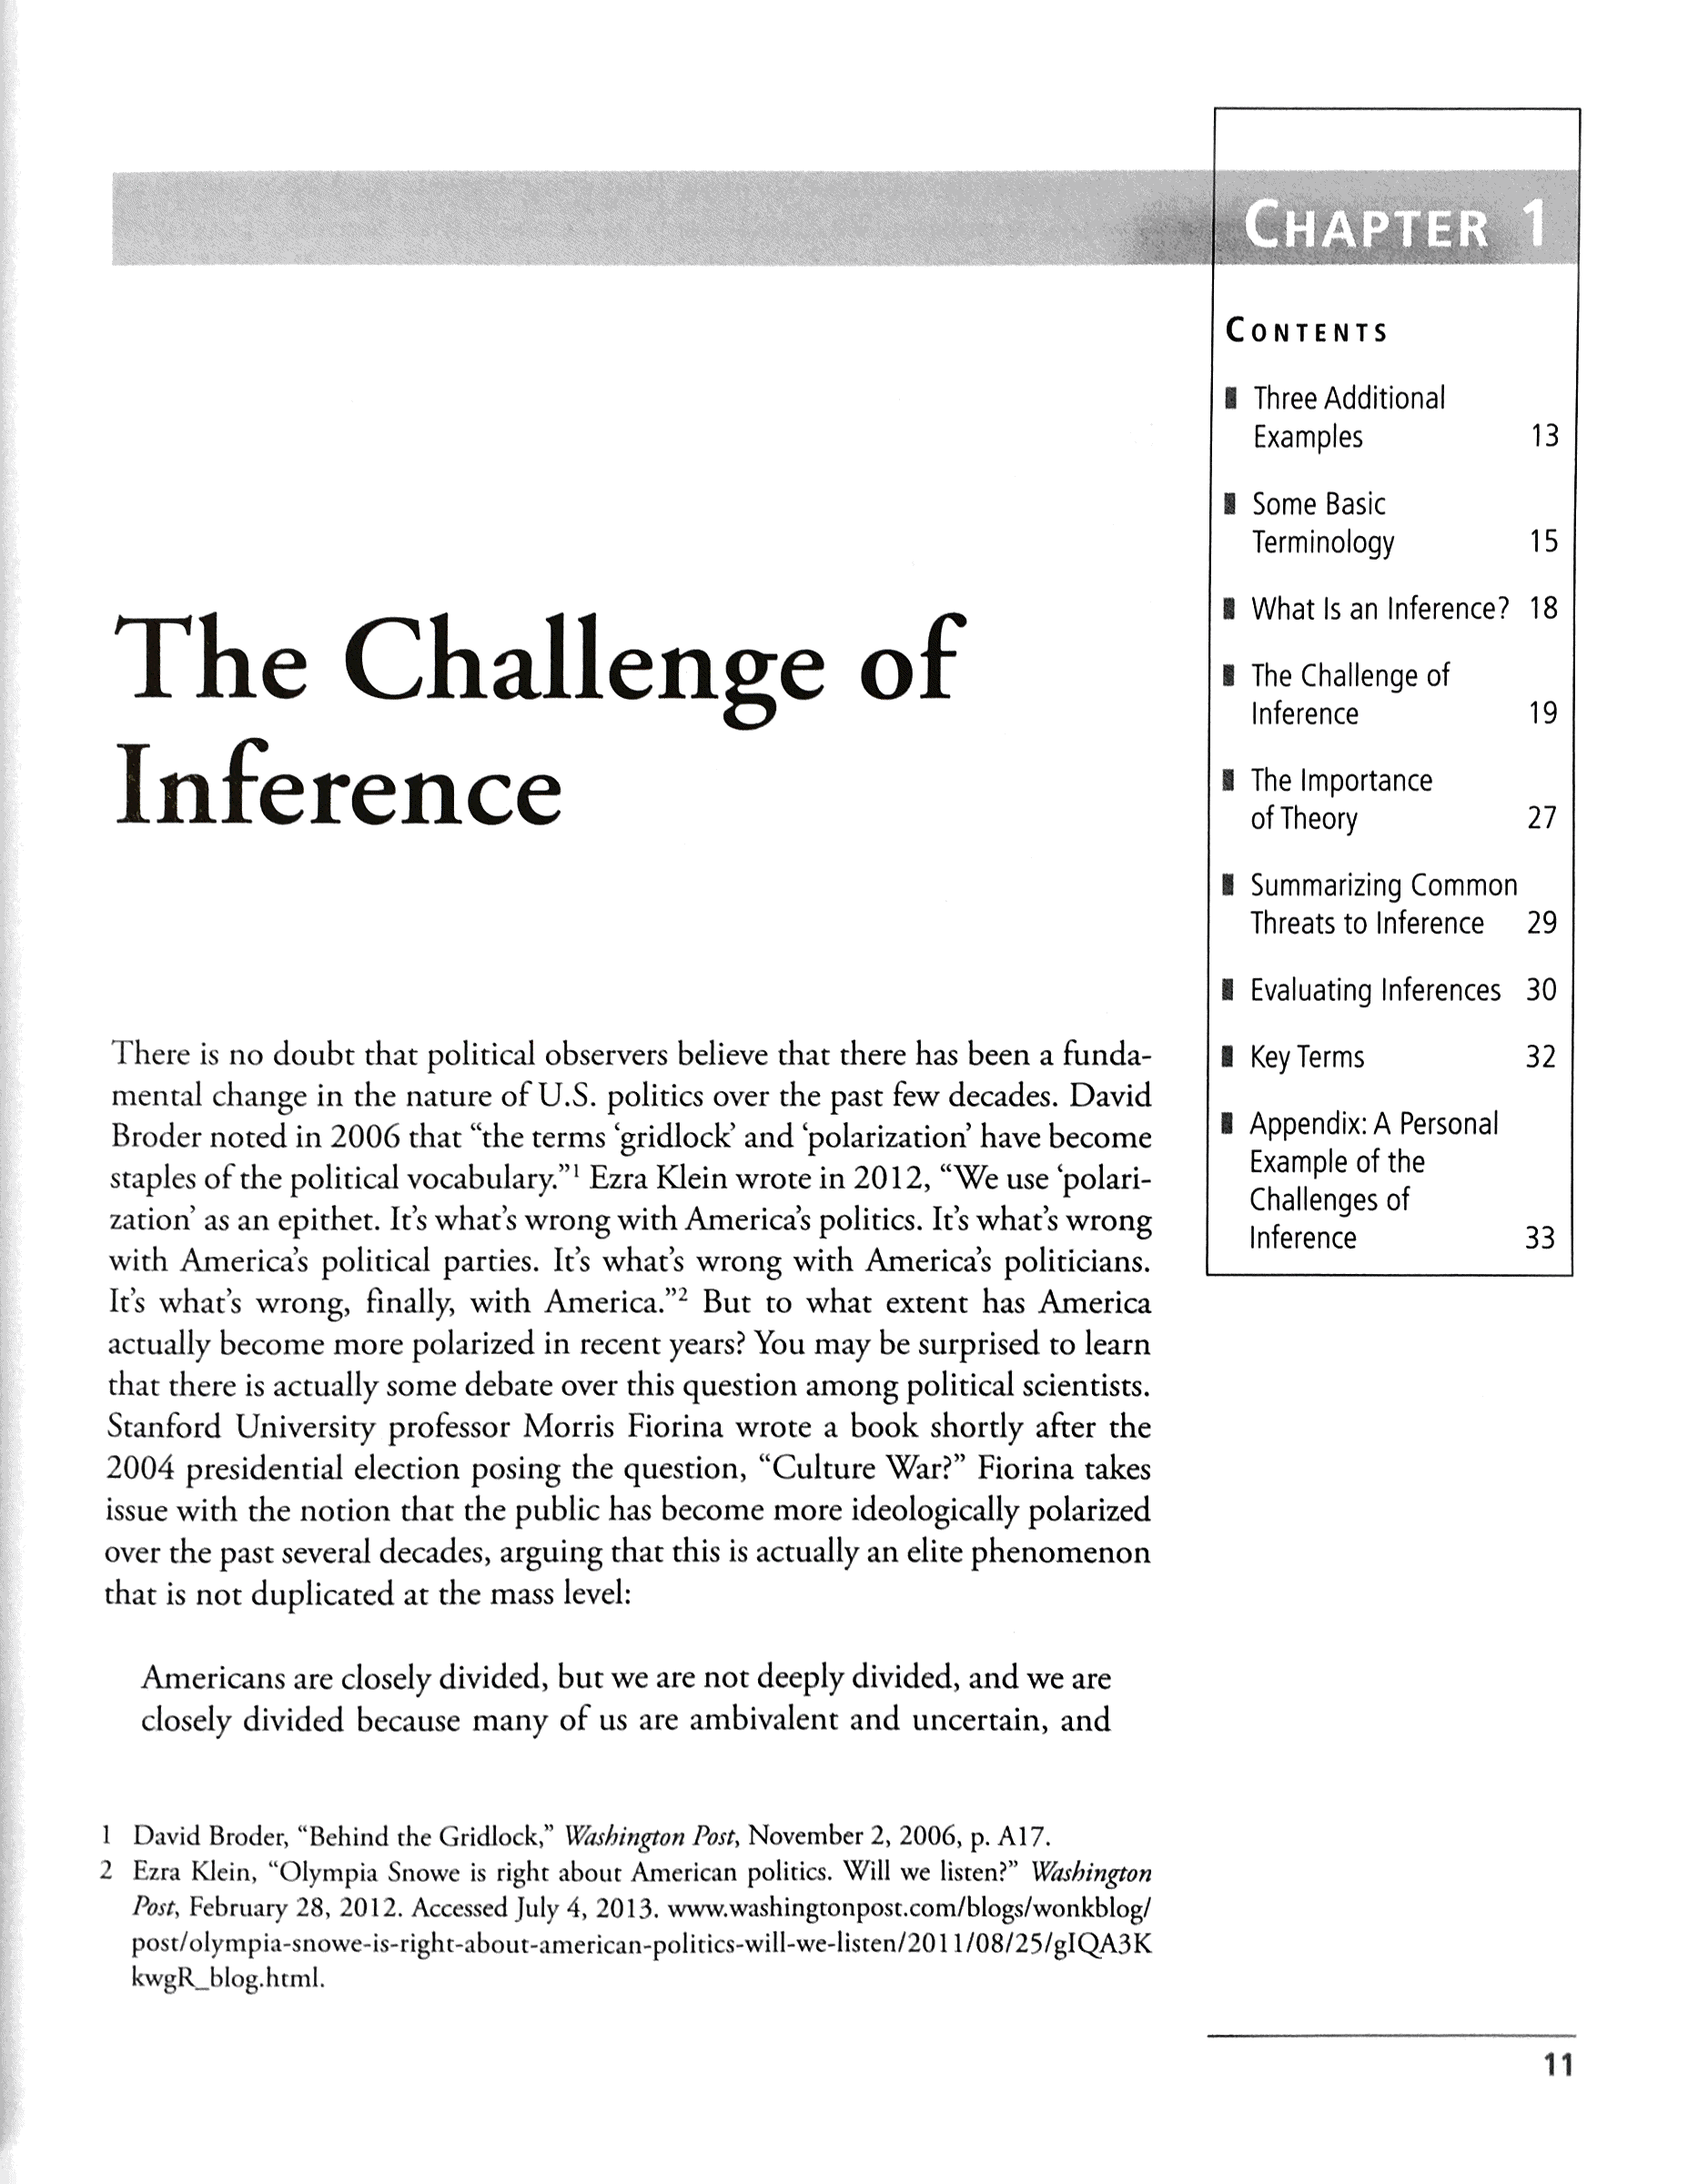 CHAPTER 1
CONTENTS
Three Additional
Examples 13
Some Basic
Terminology 15
What Is an Inference? 18
The Challenge of
Inference 19
The Importance
of Theory 27
Summarizing Common
Threats to Inference 29
Evaluating Inferences 30
Key Terms 32
Appendix: A Personal
Example of the
Challenges of
Inference 33
The Challenge of
Inference
There is no doubt that political observers believe that there has been a funda-
mental change in the nature of U.S. politics over the past few decades. David
Broder noted in 2006 that “the terms ‘gridlock’ and ‘polarization’ have become
staples of the political vocabulary.”1 Ezra Klein wrote in 2012, “We use ‘polari-
zation’ as an epithet. It’s what’s wrong with America’s politics. It’s what’s wrong
with America’s political parties. It’s what’s wrong with America’s politicians.
It’s what’s wrong, finally, with America.”2 But to what extent has America
actually become more polarized in recent years? You may be surprised to learn
that there is actually some debate over this question among political scientists.
Stanford University professor Morris Fiorina wrote a book shortly after the
2004 presidential election posing the question, “Culture War?” Fiorina takes
issue with the notion that the public has become more ideologically polarized
over the past several decades, arguing that this is actually an elite phenomenon
that is not duplicated at the mass level:
Americans are closely divided, but we are not deeply divided, and we are
closely divided because many of us are ambivalent and uncertain, and
1 David Broder, “Behind the Gridlock,” Washington Post, November 2, 2006, p. A17.
2 Ezra Klein, “Olympia Snowe is right about American politics. Will we listen?” Washington
Post, February 28, 2012. Accessed July 4, 2013. www.washingtonpost.com/blogs/wonkblog/
post/olympia-snowe-is-right-about-american-politics-will-we-listen/2011/08/25/gIQA3K
kwgR_blog.html.
11